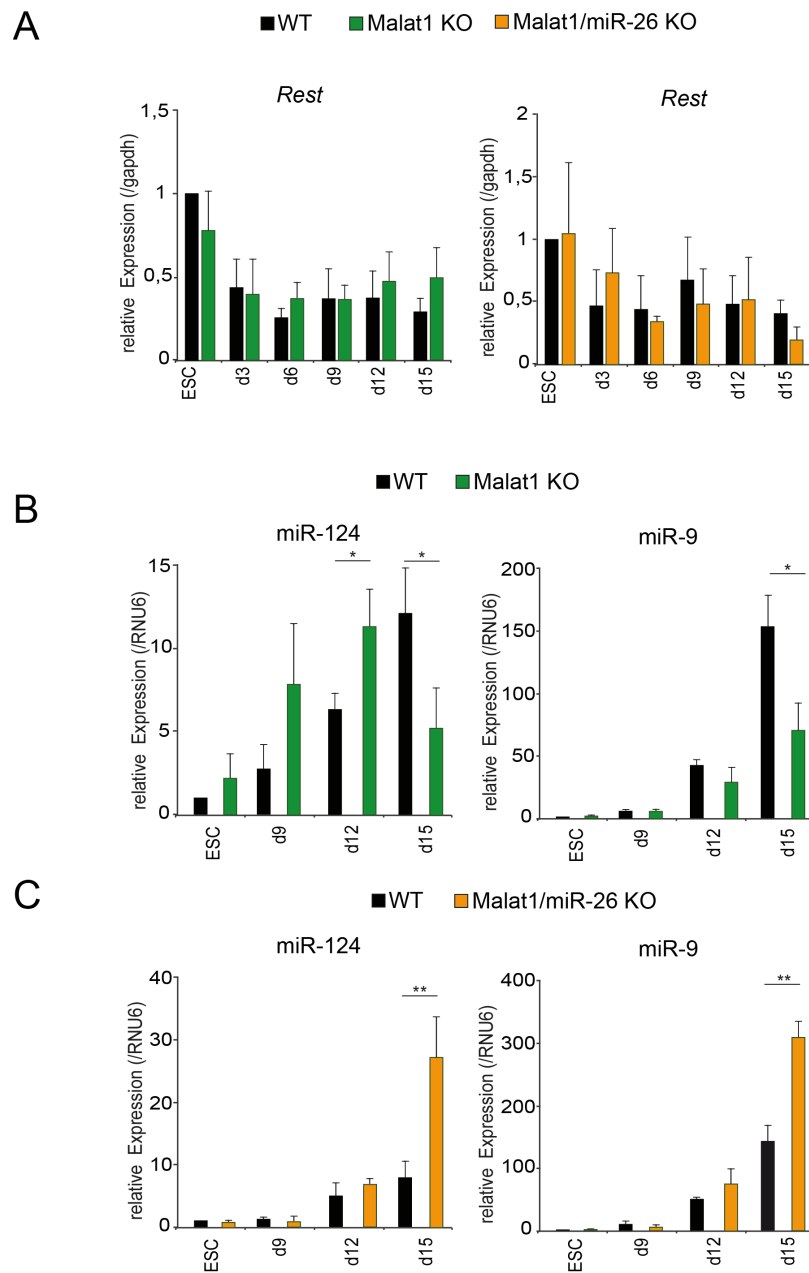 A
WT Malat1 KO Malat1/miR-26 KO
Rest
relative Expression (/gapdh)
1,5
1
0,5
0
ESC d3 d6 d9 d12 d15
Rest
relative Expression (/gapdh)
2
1,5
1
0,5
0
ESC d3 d6 d9 d12 d15
WT Malat1 KO
B
miR-124
relative Expression (/RNU6)
15
10
5
0
* *
ESC d9 d12 d15
miR-9
relative Expression (/RNU6)
200
150
100
50
0
*
ESC d9 d12 d15
C
WT Malat1/miR-26 KO
miR-124
relative Expression (/RNU6)
40
30
20
10
0
**
ESC d9 d12 d15
miR-9
relative Expression (/RNU6)
400
300
200
100
0
**
ESC d9 d12 d15